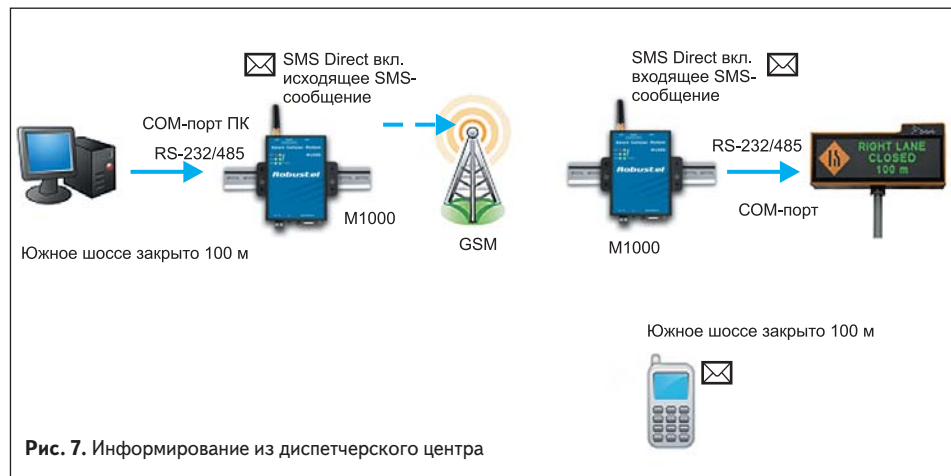 SMS Direct вкл.
исходящее SMS-
сообщение
SMS Direct вкл.
входящее SMS-
сообщение
COM-порт ПК
RS-232/485
Robustel
M1000
GSM
Robustel
M1000
RS-232/485
COM-порт
RIGHT LANE
CLOSED
100 m
Южное шоссе закрыто 100 м
Южное шоссе закрыто 100 м
Рис. 7. Информирование из диспетчерского центра